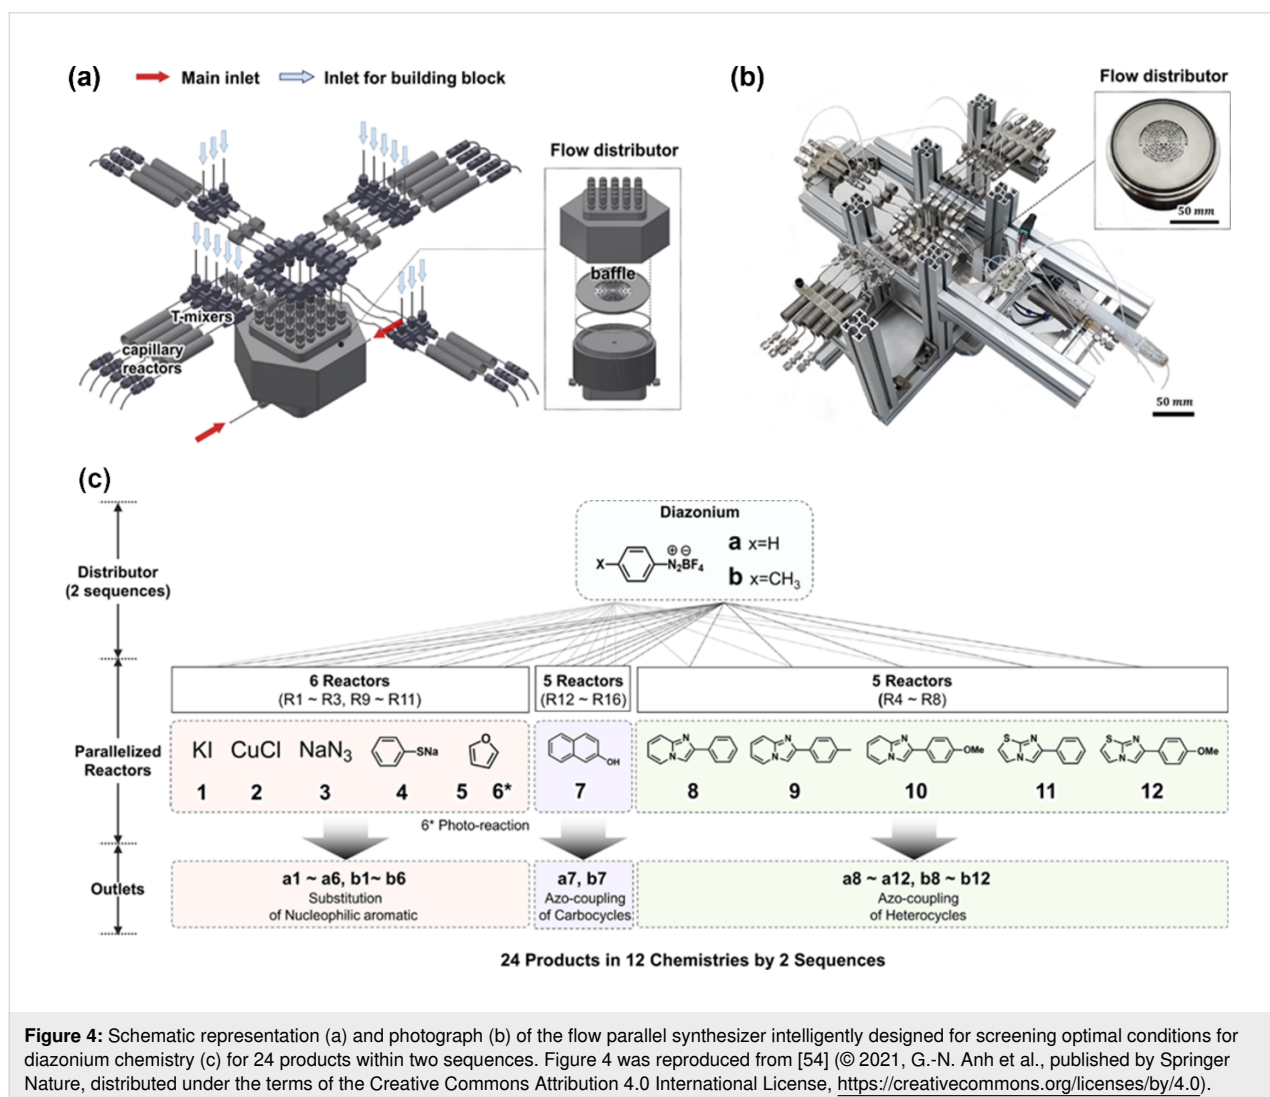 (a)
Main inlet
Inlet for building block
Flow distributor
baffle
T-mixers
capillary
reactors
(b)
Flow distributor
50 mm
50 mm
(c)
Distributor
(2 sequences)
Diazonium
X
N₂BF₄
⊕ ⊖
a x=H
b x=CH₃
Parallelized
Reactors
6 Reactors
(R1 ~ R3, R9 ~ R11)
5 Reactors
(R12 ~ R16)
5 Reactors
(R4 ~ R8)
KI
CuCl
NaN₃
SNa
O
OH
N
N
N
N
N
N
OMe
S
N
N
S
N
N
OMe
1 2 3 4 5 6* 7 8 9 10 11 12
6* Photo-reaction
Outlets
a1 ~ a6, b1~ b6
Substitution
of Nucleophilic aromatic
a7, b7
Azo-coupling
of Carbocycles
a8 ~ a12, b8 ~ b12
Azo-coupling
of Heterocycles
24 Products in 12 Chemistries by 2 Sequences
Figure 4: Schematic representation (a) and photograph (b) of the flow parallel synthesizer intelligently designed for screening optimal conditions for
diazonium chemistry (c) for 24 products within two sequences. Figure 4 was reproduced from [54] (© 2021, G.-N. Anh et al., published by Springer
Nature, distributed under the terms of the Creative Commons Attribution 4.0 International License, https://creativecommons.org/licenses/by/4.0).